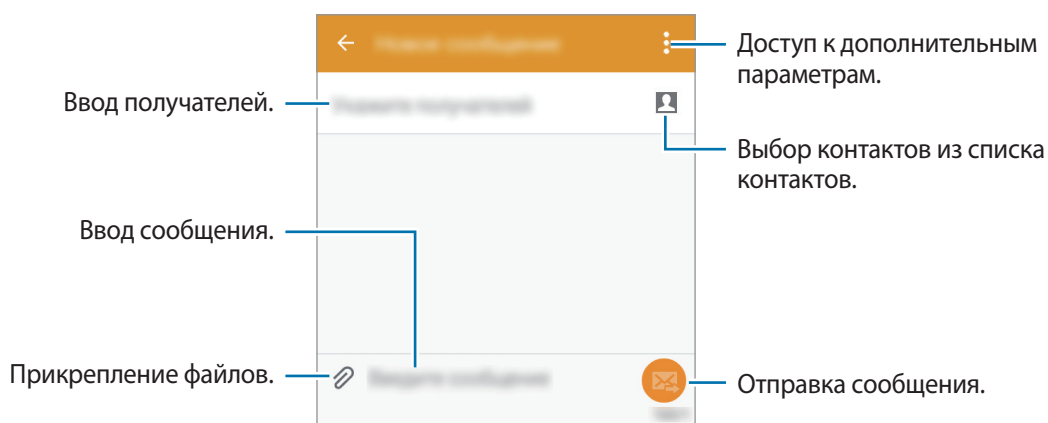 Доступ к дополнительным
параметрам.
Ввод получателей.
Выбор контактов из списка
контактов.
Ввод сообщения.
Прикрепление файлов.
Отправка сообщения.